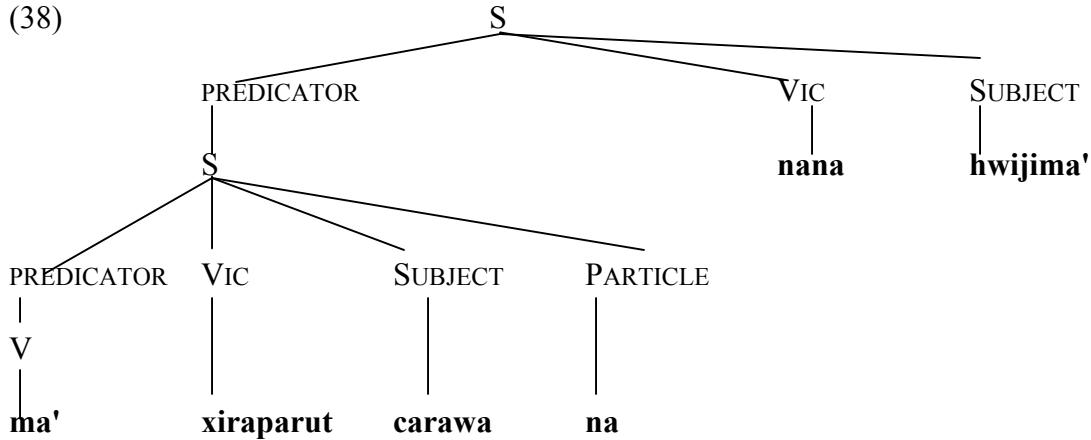 (38) S
PREDICATOR VIC SUBJECT
S nana hwijima'
PREDICATOR VIC SUBJECT PARTICLE
V
ma' xiraparut carawa na